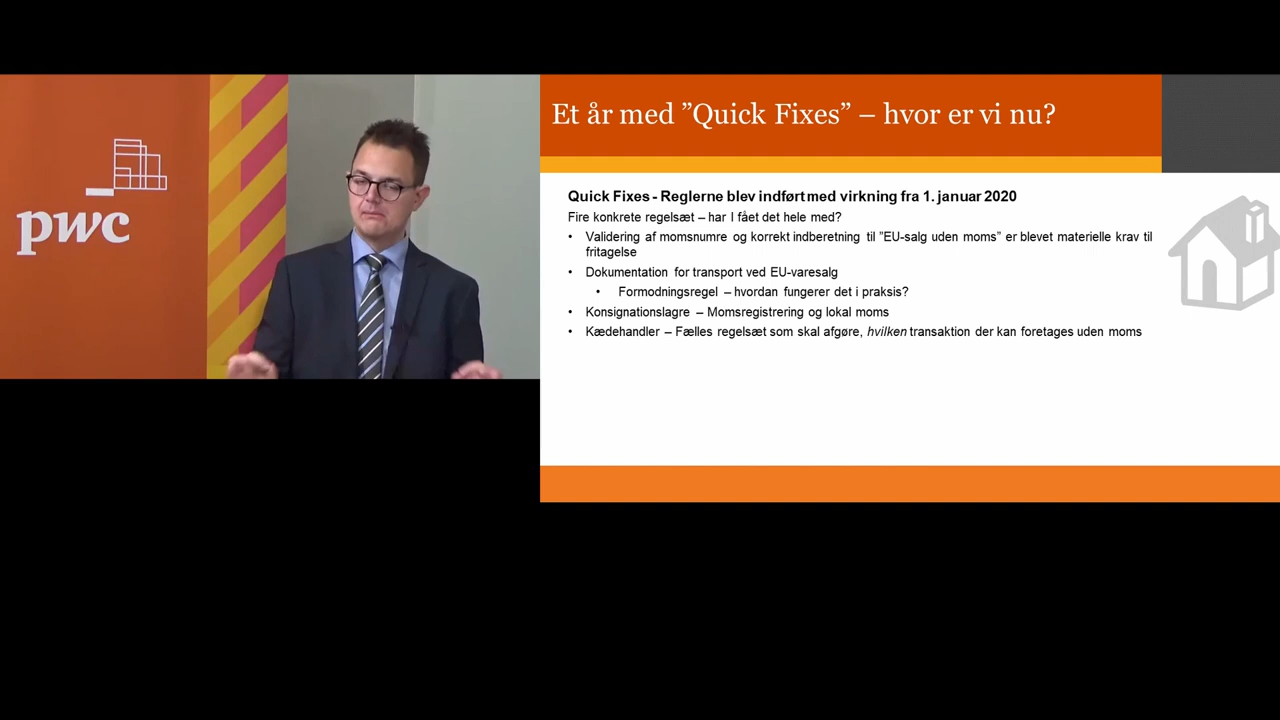 pwc
Et år med ”Quick Fixes” – hvor er vi nu?
Quick Fixes - Reglerne blev indført med virkning fra 1. januar 2020
Fire konkrete regelsæt – har I fået det hele med?
• Validering af momsnumre og korrekt indberetning til ”EU-salg uden moms” er blevet materielle krav til
fritagelse
• Dokumentation for transport ved EU-varesalg
• Formodningsregel – hvordan fungerer det i praksis?
• Konsignationslagre – Momsregistrering og lokal moms
• Kædehandler – Fælles regelsæt som skal afgøre, hvilken transaktion der kan foretages uden moms